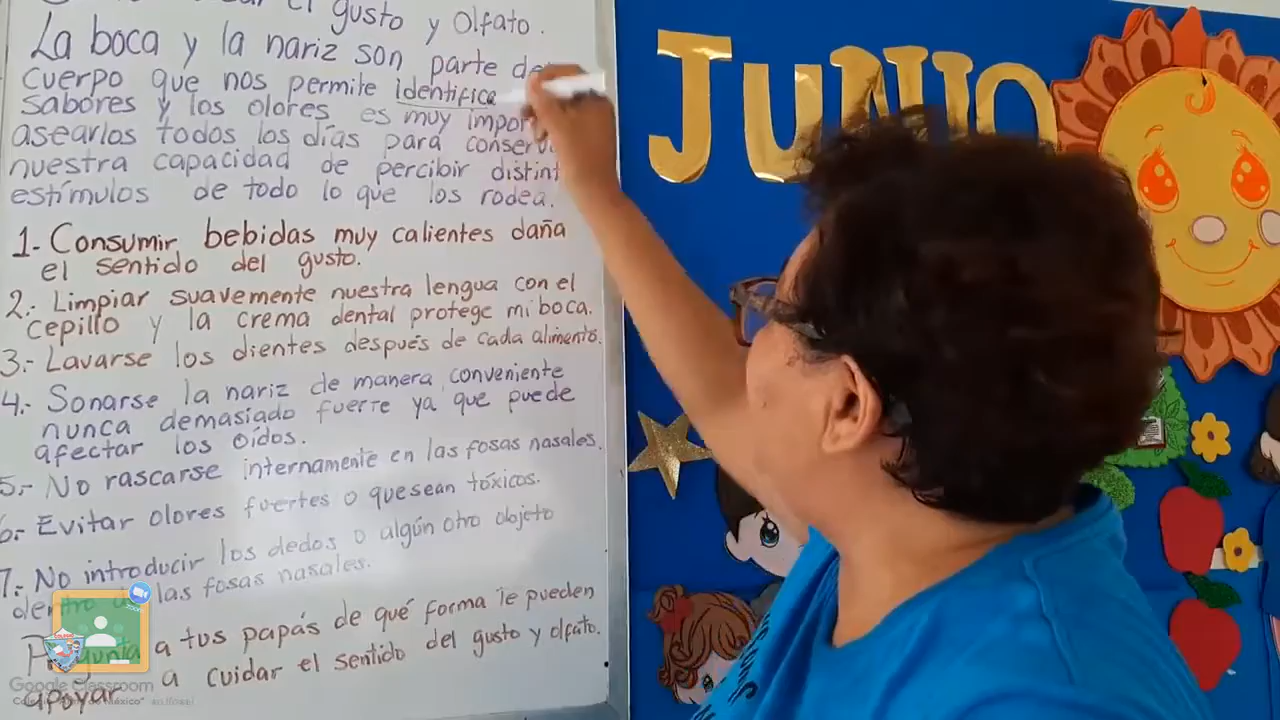 el gusto y Olfato.
La boca y la nariz son parte de
cuerpo que nos permite identifica
sabores y los olores es muy impor
asearlos todos los días para conserva
nuestra capacidad de percibir distint
estímulos de todo lo que los rodea.
1.- Consumir bebidas muy calientes daña
el sentido del gusto.
2.- Limpiar suavemente nuestra lengua con el
cepillo y la crema dental protege mi boca.
3.- Lavarse los dientes después de cada alimento.
4.- Sonarse la nariz de manera conveniente
nunca demasiado fuerte ya que puede
afectar los oídos.
5.- No rascarse internamente en las fosas nasales.
6.- Evitar olores fuertes o que sean tóxicos.
7.- No introducir los dedos o algún otro objeto
dentro de las fosas nasales.
Pregunta a tus papás de qué forma te pueden
apoyar a cuidar el sentido del gusto y olfato.
JUNIO
Google Classroom